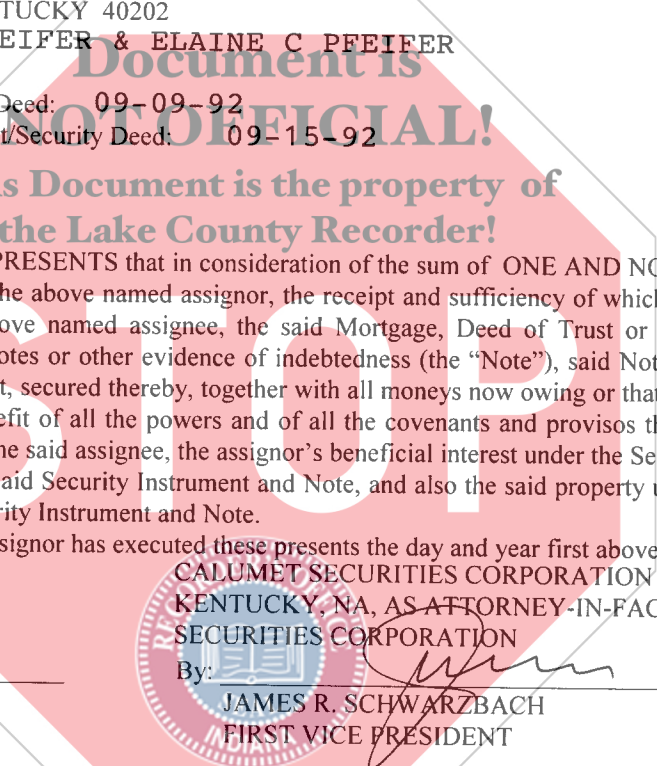 TUCKY 40202
EIFER & ELAINE C PFEIFER
Document is
Deed: 09-09-92
NOT OFFICIAL!
t/Security Deed: 09-15-92
s Document is the property of
the Lake County Recorder!
PRESENTS that in consideration of the sum of ONE AND NO
he above named assignor, the receipt and sufficiency of which
ove named assignee, the said Mortgage, Deed of Trust or
otes or other evidence of indebtedness (the “Note”), said Not
t, secured thereby, together with all moneys now owing or that
efit of all the powers and of all the covenants and provisos th
he said assignee, the assignor’s beneficial interest under the Se
aid Security Instrument and Note, and also the said property u
rity Instrument and Note.
signor has executed these presents the day and year first above
STOP
CALUMET SECURITIES CORPORATION
KENTUCKY, NA, AS ATTORNEY-IN-FAC
SECURITIES CORPORATION
By:
JAMES R. SCHWARZBACH
FIRST VICE PRESIDENT
RECORDER'S OFFICE
INDIANA